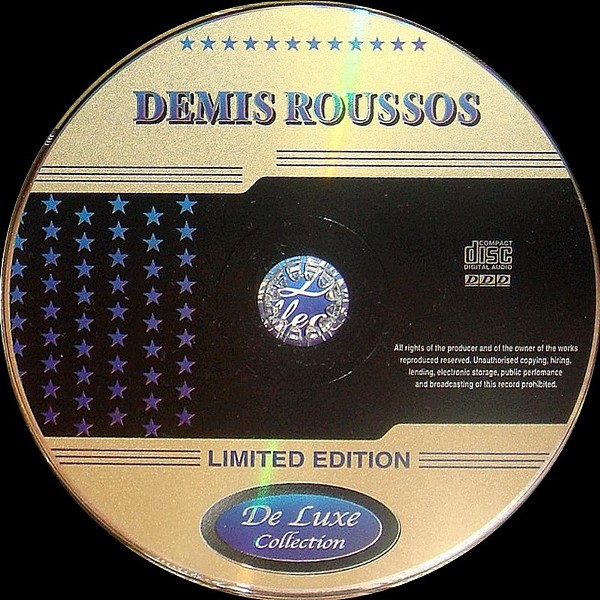 DEMIS ROUSSOS
COMPACT
disc
DIGITAL AUDIO
DDD
All rights of the producer and of the owner of the works
reproduced reserved. Unauthorised copying, hiring,
lending, electronic storage, public perfomance
and broadcasting of this record prohibited.
LIMITED EDITION
De Luxe
Collection